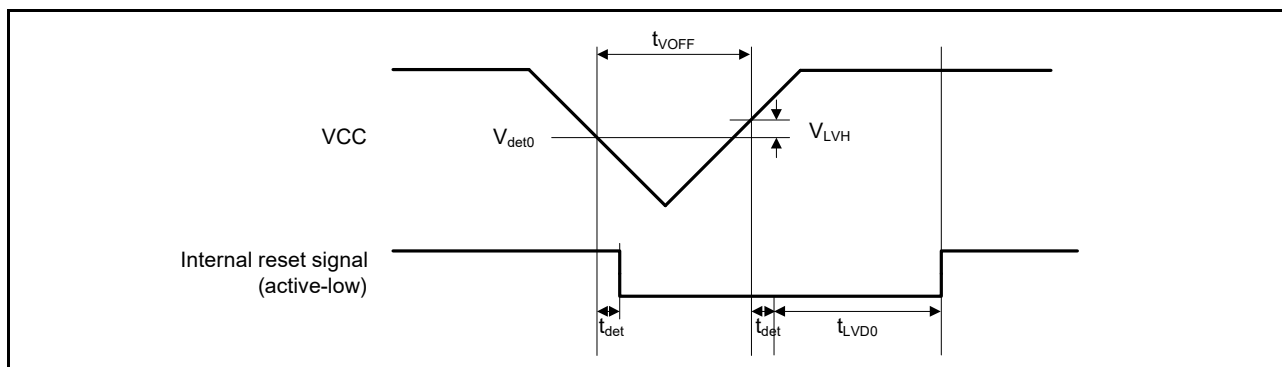 tVOFF
VCC
Vdet0
VLVH
Internal reset signal
(active-low)
tdet
tdet
tLVD0